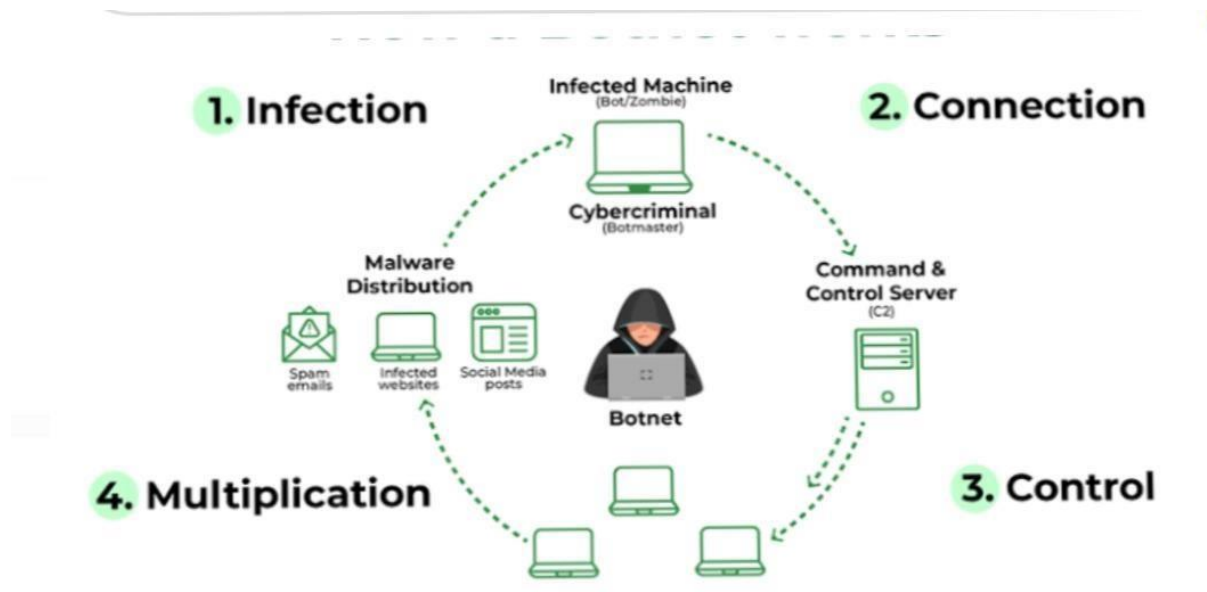 1. Infection
Infected Machine
(Bot/Zombie)
2. Connection
Cybercriminal
(Botmaster)
Malware
Distribution
Command &
Control Server
(C2)
Spam
emails
Infected
websites
Social Media
posts
Botnet
4. Multiplication
3. Control